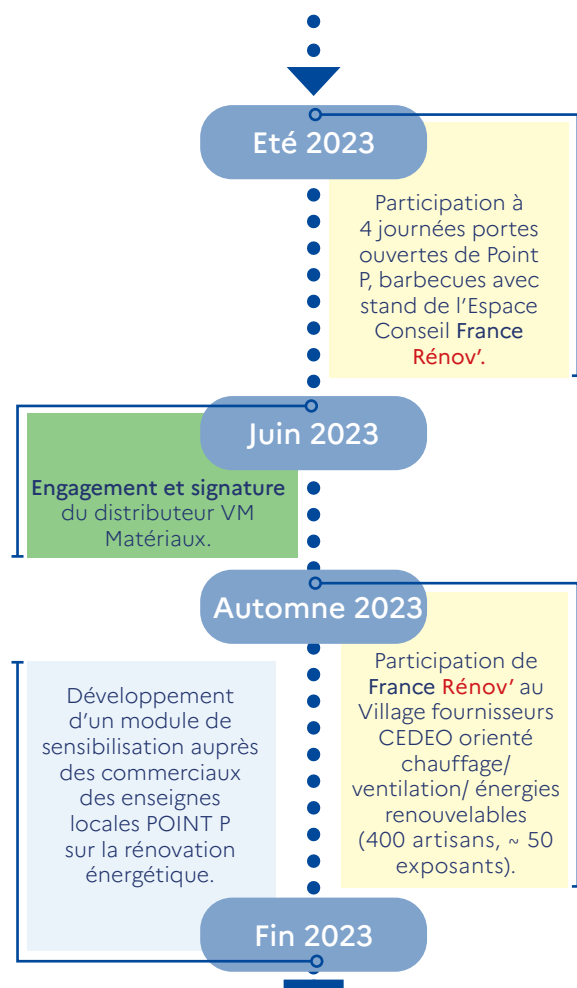 Eté 2023
Participation à
4 journées portes
ouvertes de Point
P, barbecues avec
stand de l’Espace
Conseil France
Rénov’.
Juin 2023
Engagement et signature
du distributeur VM
Matériaux.
Automne 2023
Participation de
France Rénov’ au
Village fournisseurs
CEDEO orienté
chauffage/
ventilation/ énergies
renouvelables
(400 artisans, ~ 50
exposants).
Développement
d’un module de
sensibilisation auprès
des commerciaux
des enseignes
locales POINT P
sur la rénovation
énergétique.
Fin 2023